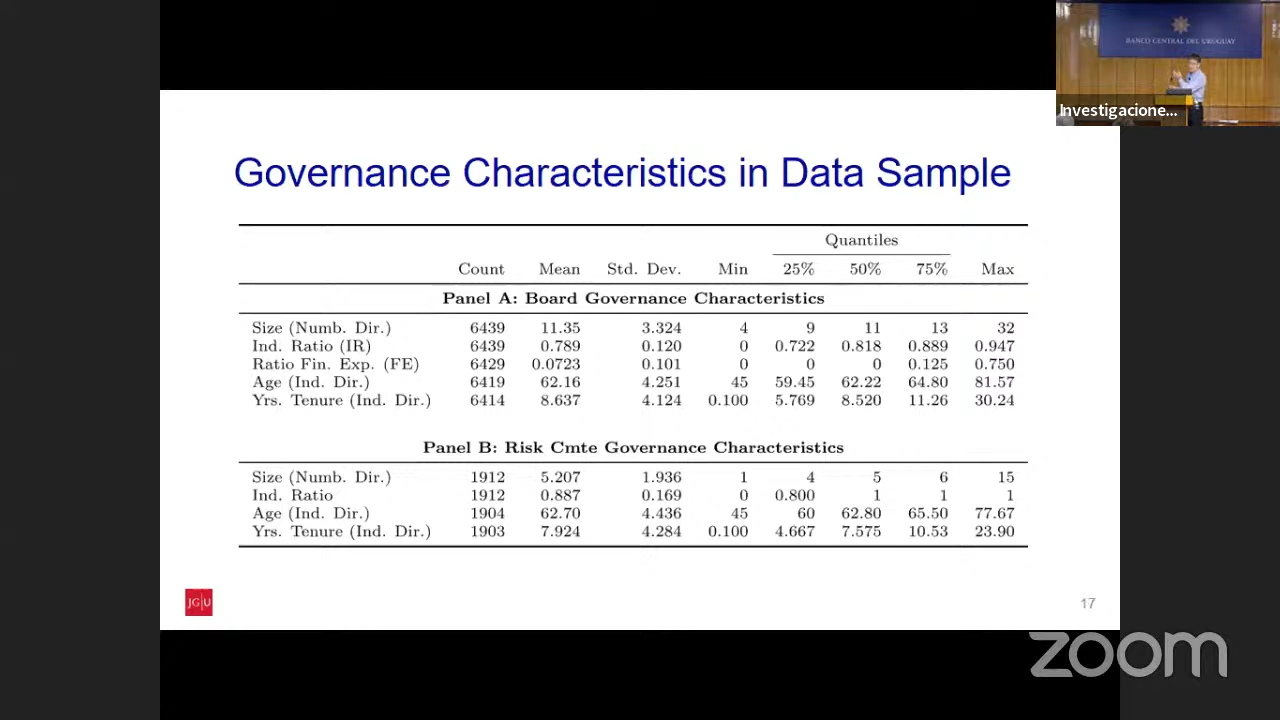 BANCO CENTRAL DEL URUGUAY
Investigacione...
Governance Characteristics in Data Sample
Quantiles
Count Mean Std. Dev. Min 25% 50% 75% Max
Panel A: Board Governance Characteristics
Size (Numb. Dir.) 6439 11.35 3.324 4 9 11 13 32
Ind. Ratio (IR) 6439 0.789 0.120 0 0.722 0.818 0.889 0.947
Ratio Fin. Exp. (FE) 6429 0.0723 0.101 0 0 0 0.125 0.750
Age (Ind. Dir.) 6419 62.16 4.251 45 59.45 62.22 64.80 81.57
Yrs. Tenure (Ind. Dir.) 6414 8.637 4.124 0.100 5.769 8.520 11.26 30.24
Panel B: Risk Cmte Governance Characteristics
Size (Numb. Dir.) 1912 5.207 1.936 1 4 5 6 15
Ind. Ratio 1912 0.887 0.169 0 0.800 1 1 1
Age (Ind. Dir.) 1904 62.70 4.436 45 60 62.80 65.50 77.67
Yrs. Tenure (Ind. Dir.) 1903 7.924 4.284 0.100 4.667 7.575 10.53 23.90
JG|U
17
zoom